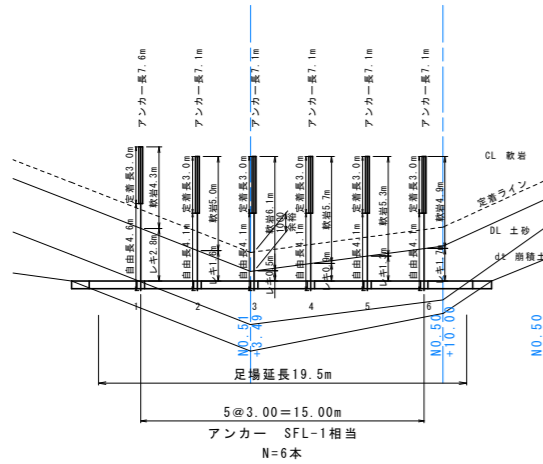 アンカー長7.6m
アンカー長7.1m
アンカー長7.1m
アンカー長7.1m
アンカー長7.1m
アンカー長7.1m
定着長3.0m
軟岩4.3m
自由長4.6m
レキ2.8m
定着長3.0m
軟岩5.0m
自由長4.1m
定着長3.0m
軟岩6.1m
1000
余裕
自由長4.1m
定着長3.0m
軟岩5.7m
自由長4.1m
定着長3.0m
軟岩5.3m
自由長4.1m
定着長3.0m
軟岩4.9m
自由長4.1m
CL 軟岩
定着ライン
DL 土砂
dt 崩積土
1
2
3
4
5
6
NO.51
+3.49
NO.50
+10.00
NO.50
足場延長19.5m
5@3.00=15.00m
アンカー SFL-1相当
N=6本